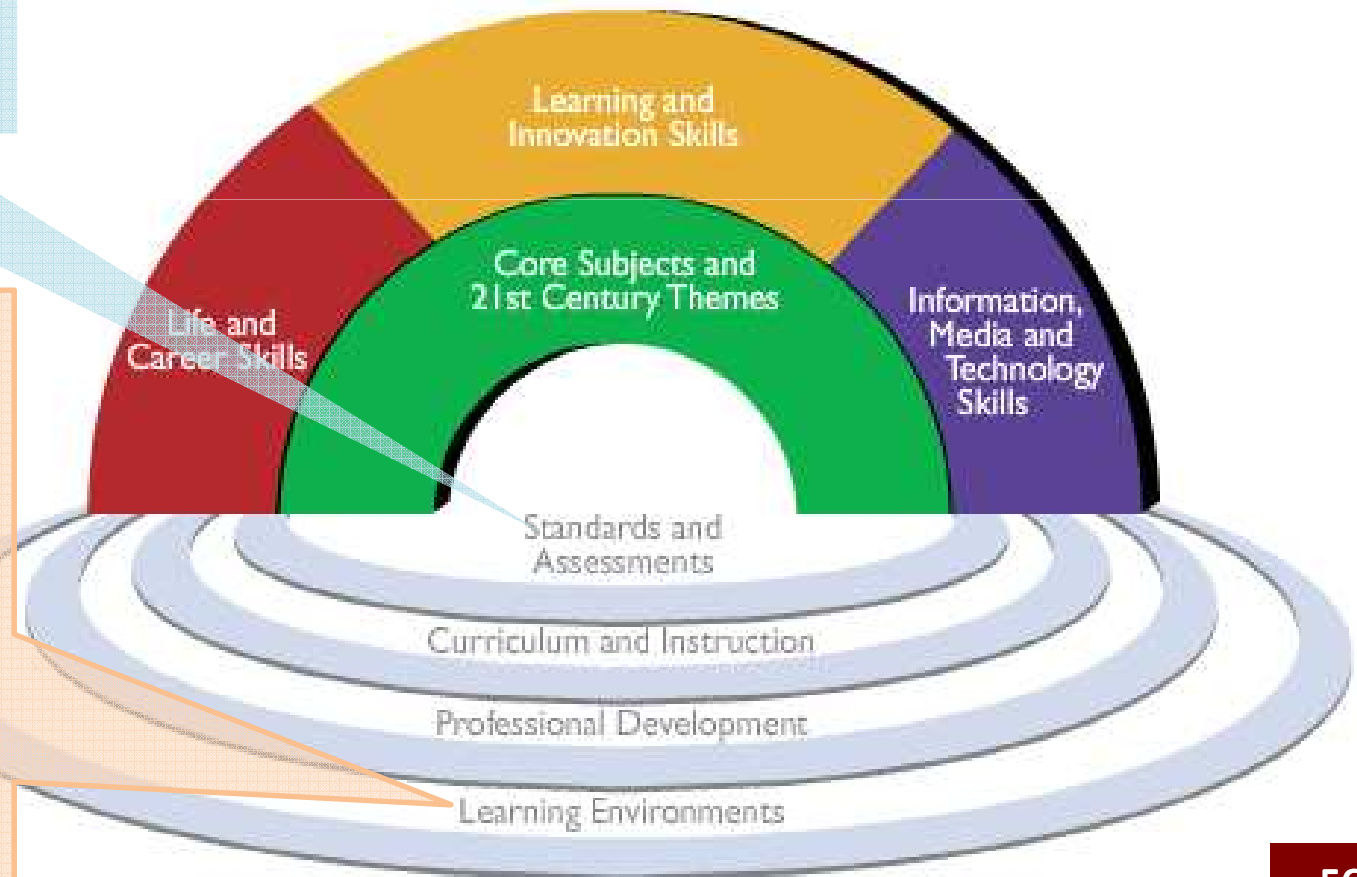 Learning and
Innovation Skills
Core Subjects and
21st Century Themes
Life and
Career Skills
Information,
Media and
Technology
Skills
Standards and
Assessments
Curriculum and Instruction
Professional Development
Learning Environments